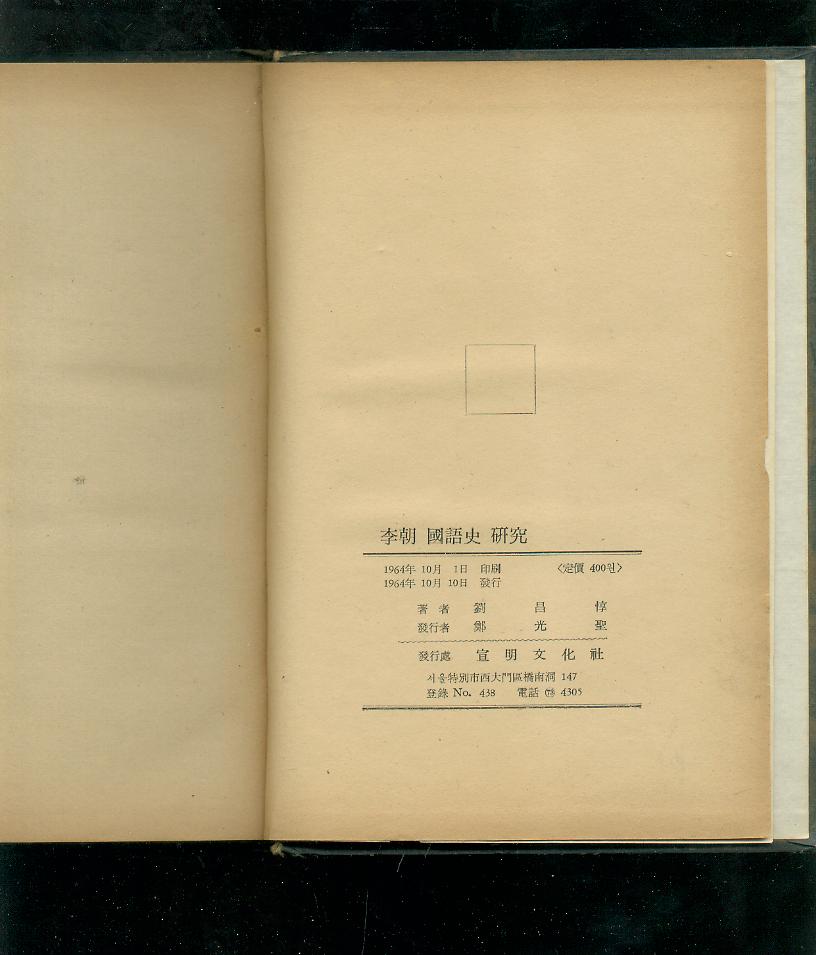 李朝 國語史 硏究
1964年 10月 1日 印刷 〈定價 400원〉
1964年 10月 10日 發行
著者 劉昌惇
發行者 鄭光聖
發行處 宣明文化社
서울特別市西大門區橋南洞 147
登錄 No. 438 電話 ㊆ 4305